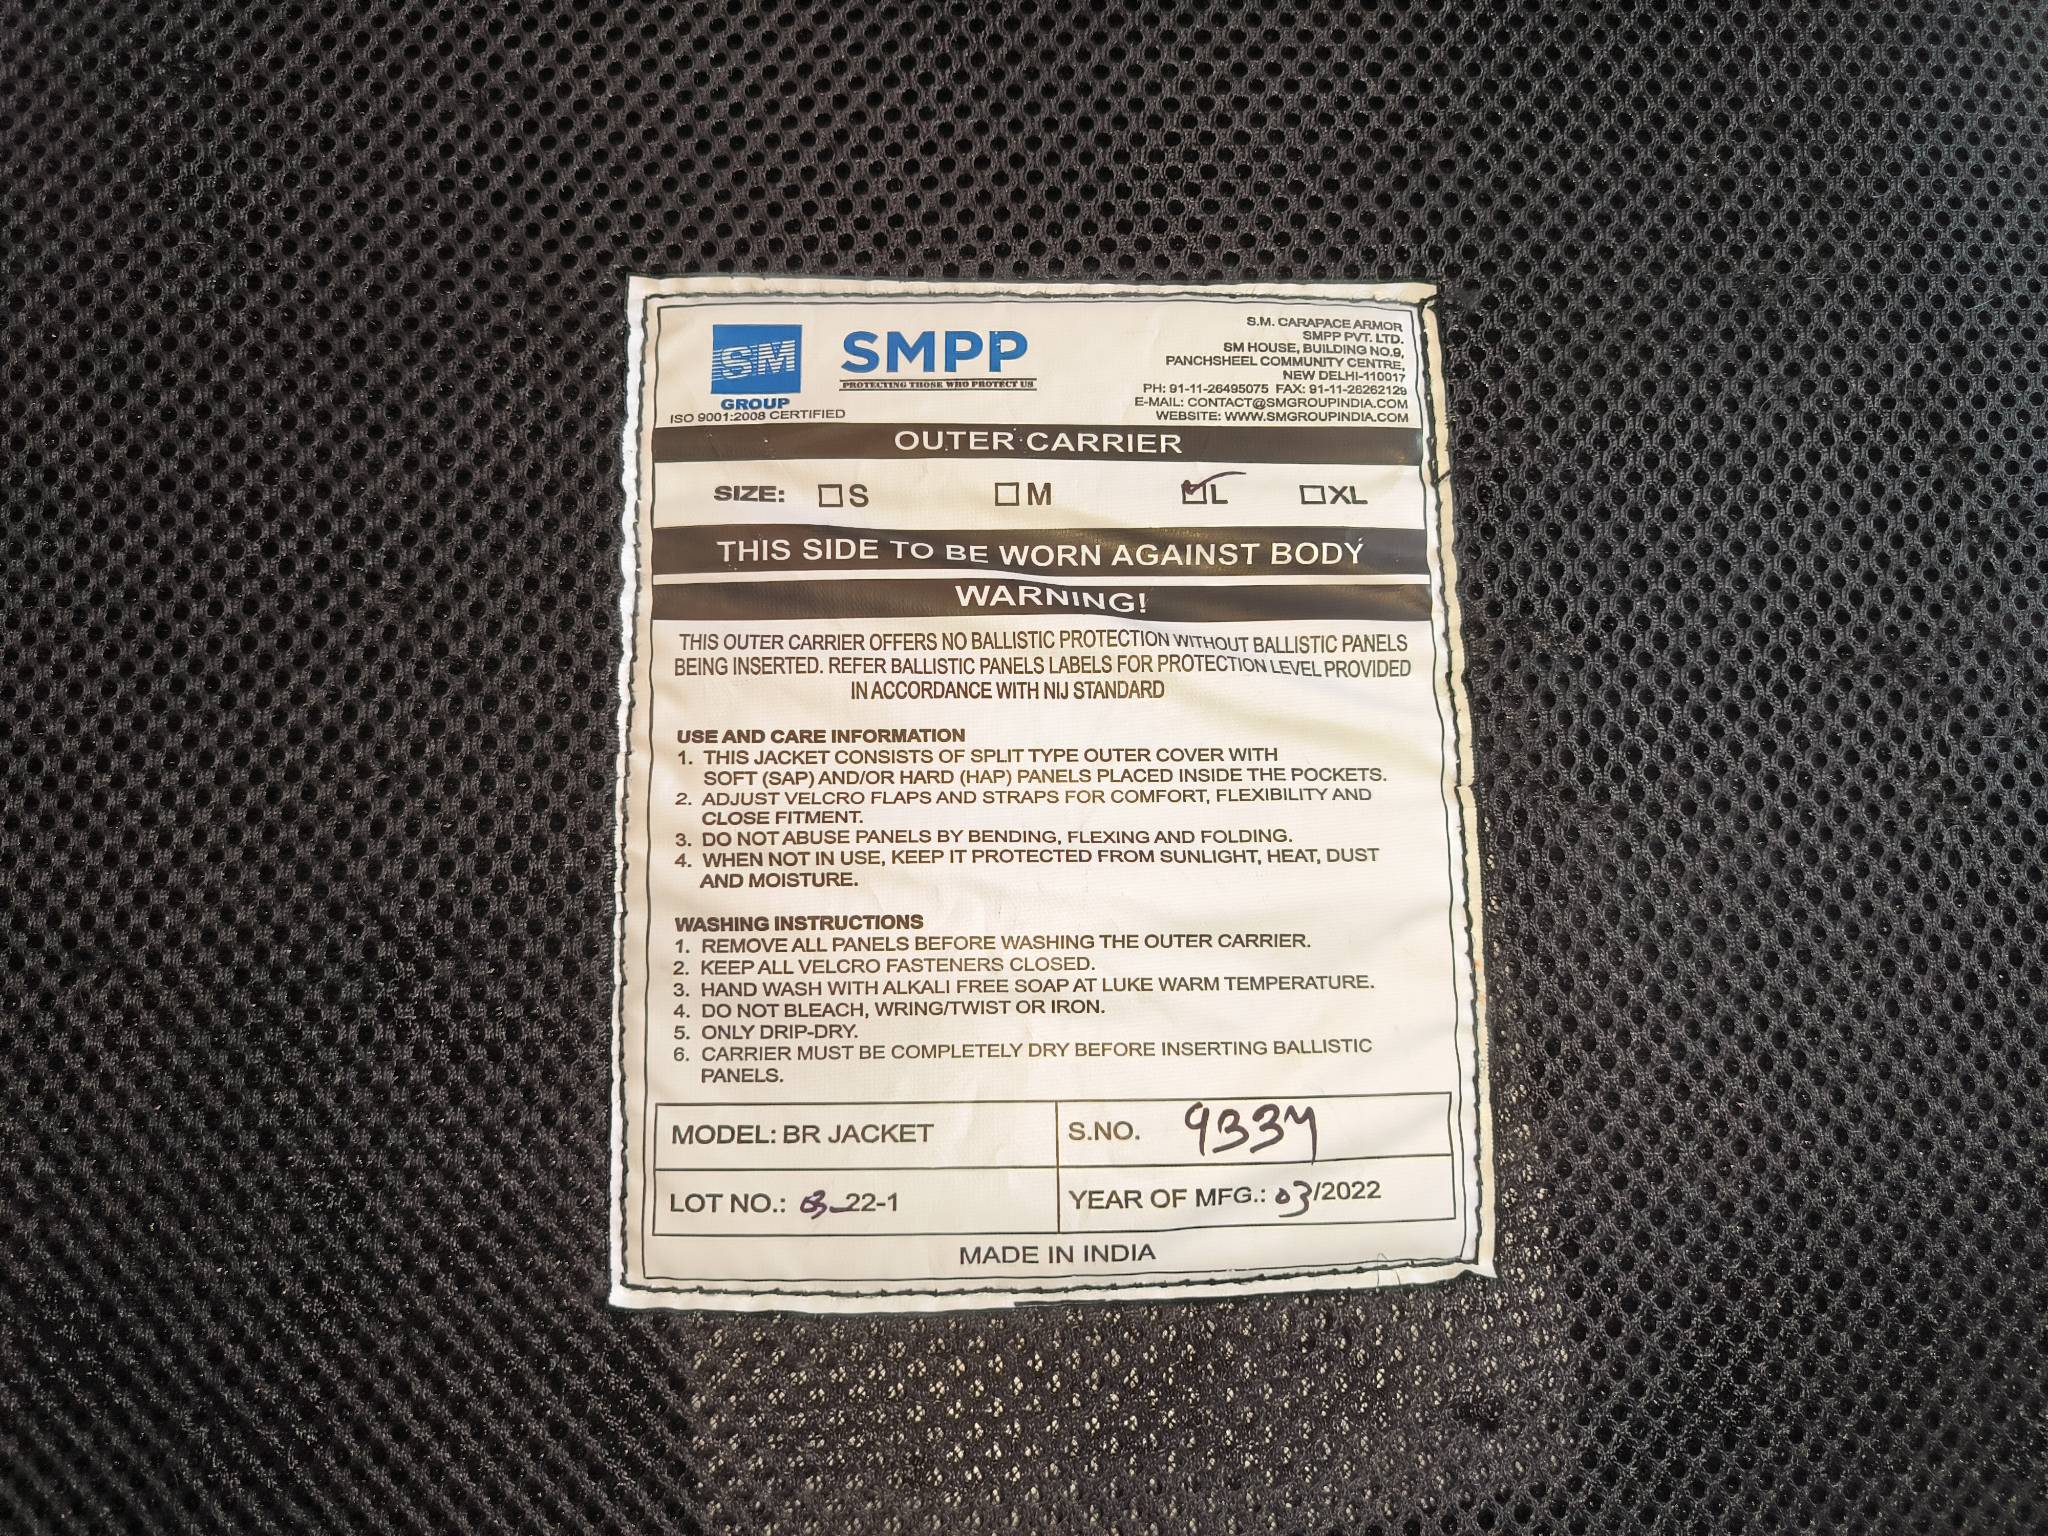 SM
GROUP
ISO 9001:2008 CERTIFIED
SMPP
PROTECTING THOSE WHO PROTECT US
S.M. CARAPACE ARMOR
SMPP PVT. LTD.
SM HOUSE, BUILDING NO.9,
PANCHSHEEL COMMUNITY CENTRE,
NEW DELHI-110017
PH: 91-11-26495075 FAX: 91-11-26262129
E-MAIL: CONTACT@SMGROUPINDIA.COM
WEBSITE: WWW.SMGROUPINDIA.COM
OUTER CARRIER
SIZE: S M L XL
THIS SIDE TO BE WORN AGAINST BODY
WARNING!
THIS OUTER CARRIER OFFERS NO BALLISTIC PROTECTION WITHOUT BALLISTIC PANELS
BEING INSERTED. REFER BALLISTIC PANELS LABELS FOR PROTECTION LEVEL PROVIDED
IN ACCORDANCE WITH NIJ STANDARD
USE AND CARE INFORMATION
1. THIS JACKET CONSISTS OF SPLIT TYPE OUTER COVER WITH
SOFT (SAP) AND/OR HARD (HAP) PANELS PLACED INSIDE THE POCKETS.
2. ADJUST VELCRO FLAPS AND STRAPS FOR COMFORT, FLEXIBILITY AND
CLOSE FITMENT.
3. DO NOT ABUSE PANELS BY BENDING, FLEXING AND FOLDING.
4. WHEN NOT IN USE, KEEP IT PROTECTED FROM SUNLIGHT, HEAT, DUST
AND MOISTURE.
WASHING INSTRUCTIONS
1. REMOVE ALL PANELS BEFORE WASHING THE OUTER CARRIER.
2. KEEP ALL VELCRO FASTENERS CLOSED.
3. HAND WASH WITH ALKALI FREE SOAP AT LUKE WARM TEMPERATURE.
4. DO NOT BLEACH, WRING/TWIST OR IRON.
5. ONLY DRIP-DRY.
6. CARRIER MUST BE COMPLETELY DRY BEFORE INSERTING BALLISTIC
PANELS.
MODEL: BR JACKET
S.NO.
LOT NO.: 03-22-1
YEAR OF MFG.: 03/2022
MADE IN INDIA